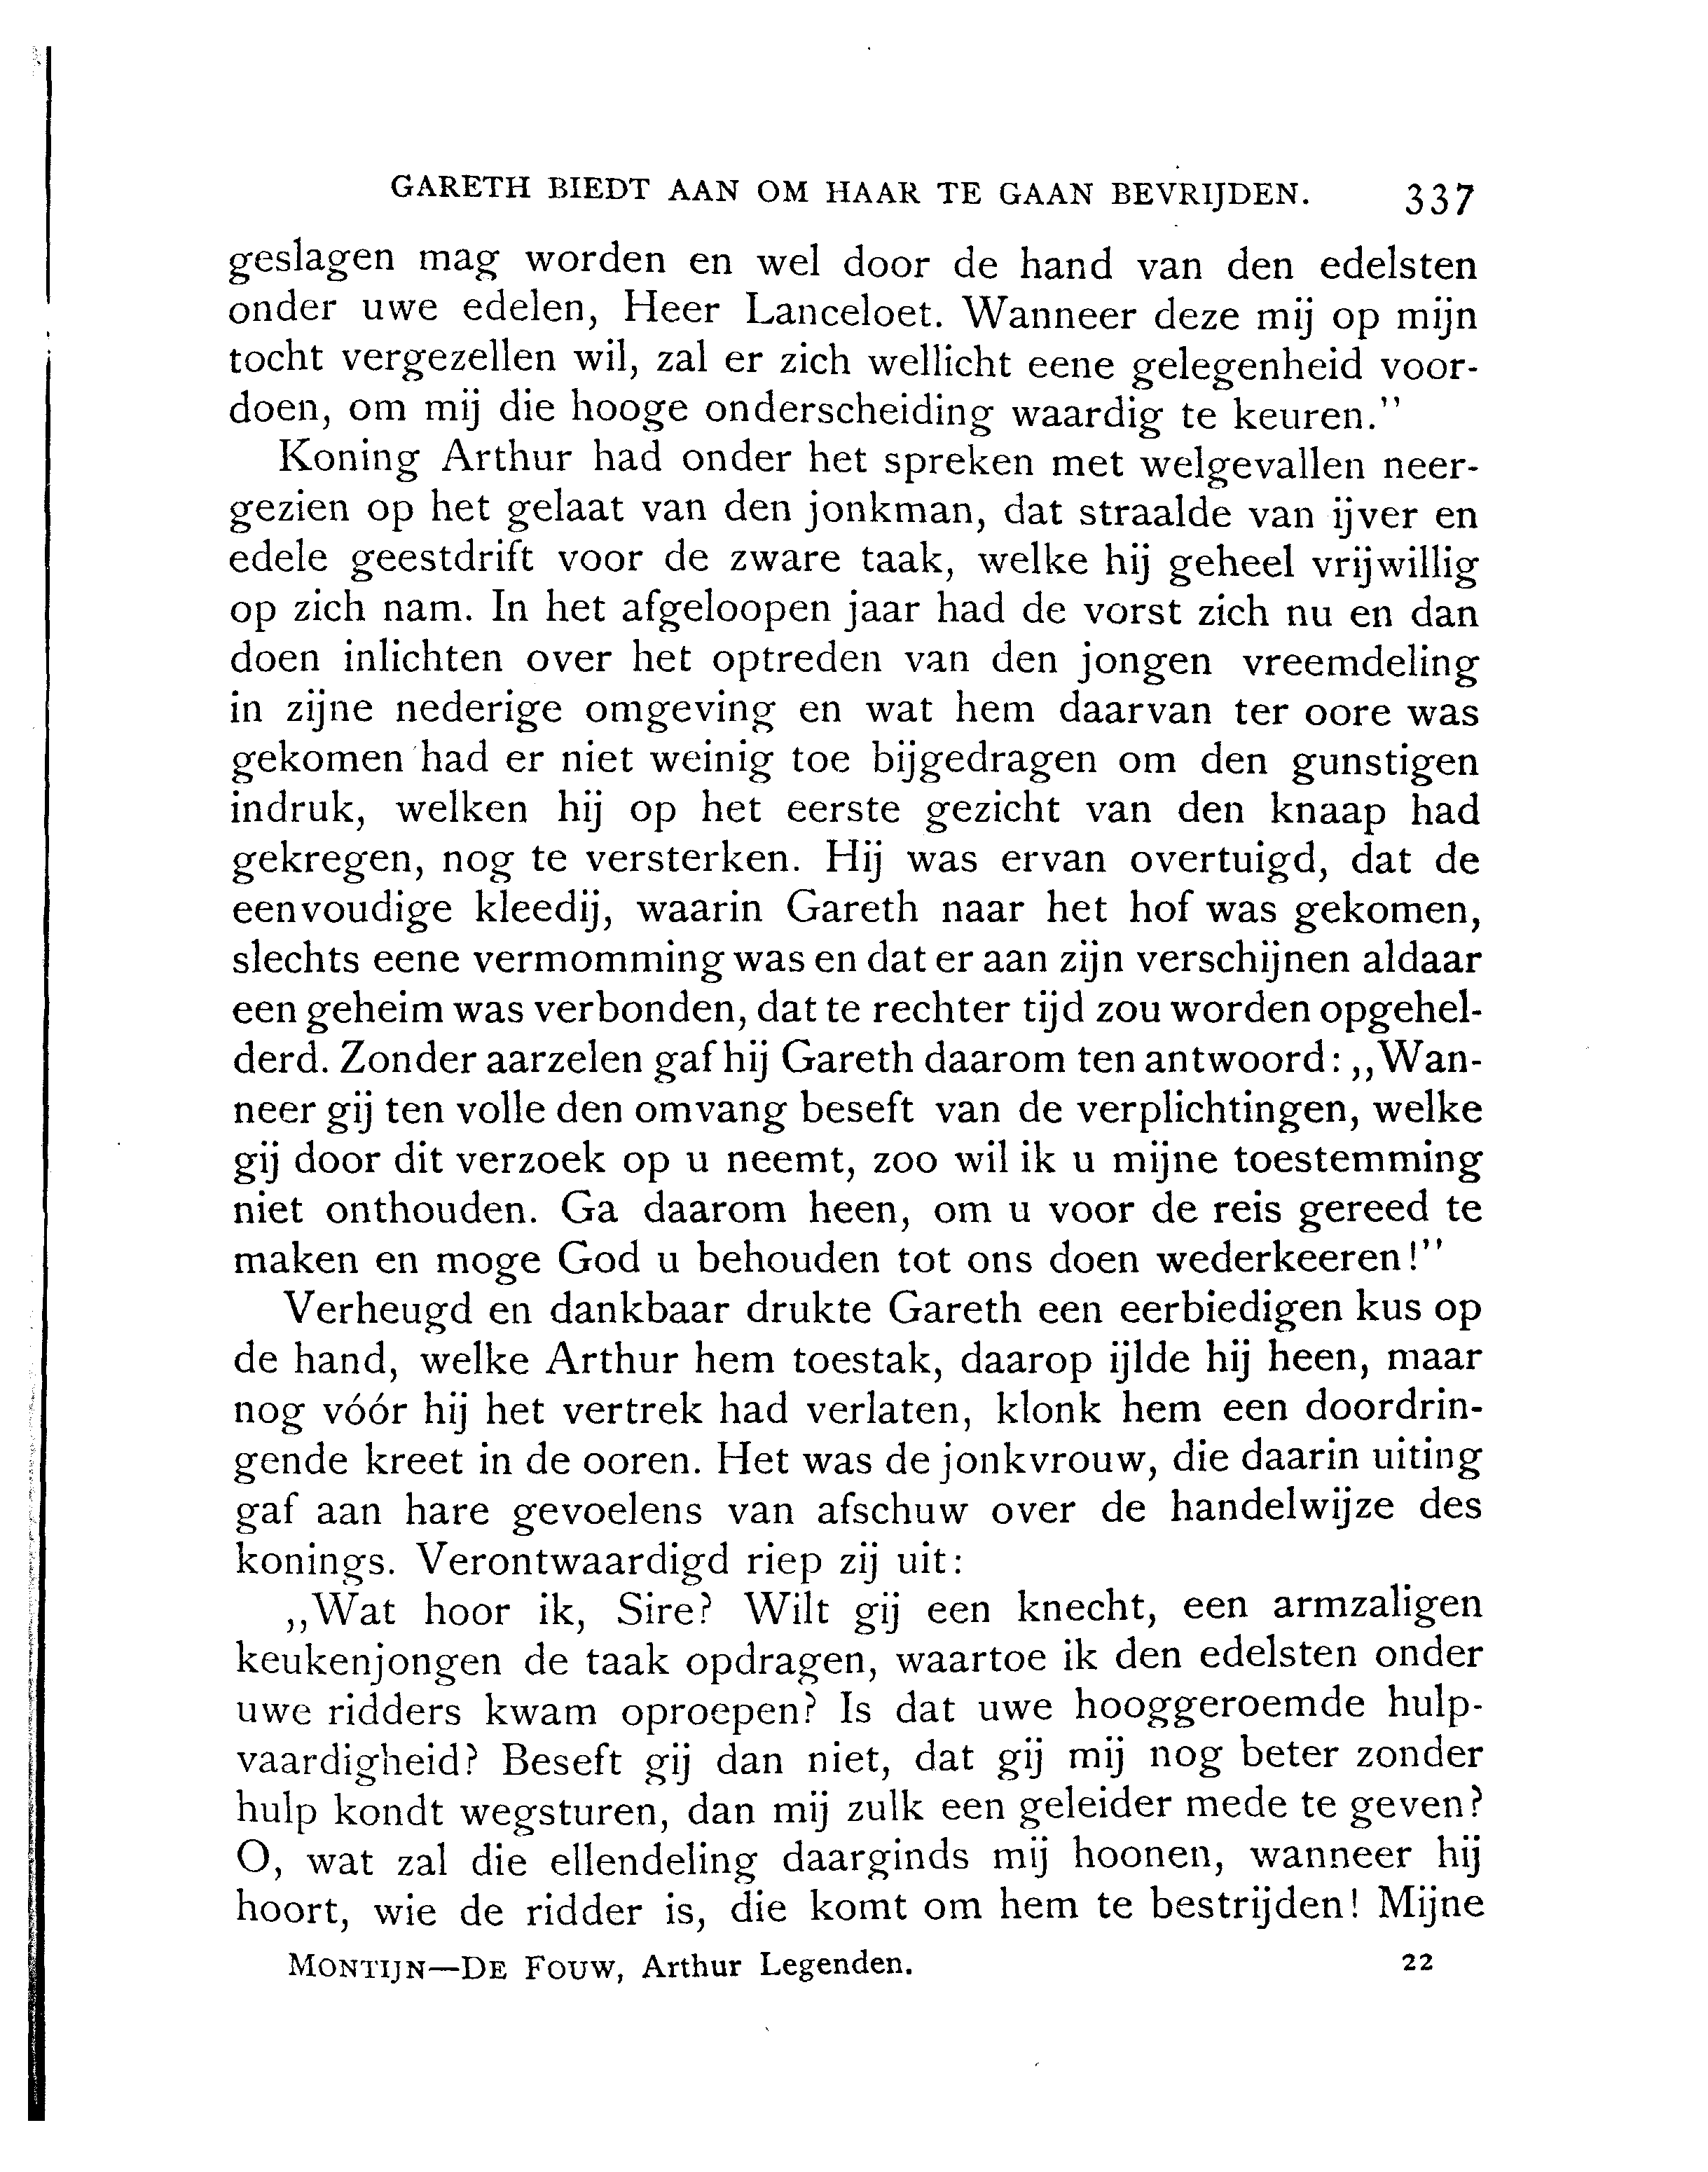 GARETH BIEDT AAN OM HAAR TE GAAN BEVRIJDEN. 337
geslagen mag worden en wel door de hand van den edelsten
onder uwe edelen, Heer Lanceloet. Wanneer deze mij op mijn
tocht vergezellen wil, zal er zich wellicht eene gelegenheid voor-
doen, om mij die hooge onderscheiding waardig te keuren.”
Koning Arthur had onder het spreken met welgevallen neer-
gezien op het gelaat van den jonkman, dat straalde van ijver en
edele geestdrift voor de zware taak, welke hij geheel vrijwillig
op zich nam. In het afgeloopen jaar had de vorst zich nu en dan
doen inlichten over het optreden van den jongen vreemdeling
in zijne nederige omgeving en wat hem daarvan ter oore was
gekomen had er niet weinig toe bijgedragen om den gunstigen
indruk, welken hij op het eerste gezicht van den knaap had
gekregen, nog te versterken. Hij was ervan overtuigd, dat de
eenvoudige kleedij, waarin Gareth naar het hof was gekomen,
slechts eene vermomming was en dat er aan zijn verschijnen aldaar
een geheim was verbonden, dat te rechter tijd zou worden opgehel-
derd. Zonder aarzelen gaf hij Gareth daarom ten antwoord: „Wan-
neer gij ten volle den omvang beseft van de verplichtingen, welke
gij door dit verzoek op u neemt, zoo wil ik u mijne toestemming
niet onthouden. Ga daarom heen, om u voor de reis gereed te
maken en moge God u behouden tot ons doen wederkeeren!”
Verheugd en dankbaar drukte Gareth een eerbiedigen kus op
de hand, welke Arthur hem toestak, daarop ijlde hij heen, maar
nog vóór hij het vertrek had verlaten, klonk hem een doordrin-
gende kreet in de ooren. Het was de jonkvrouw, die daarin uiting
gaf aan hare gevoelens van afschuw over de handelwijze des
konings. Verontwaardigd riep zij uit:
„Wat hoor ik, Sire? Wilt gij een knecht, een armzaligen
keukenjongen de taak opdragen, waartoe ik den edelsten onder
uwe ridders kwam oproepen? Is dat uwe hooggeroemde hulp-
vaardigheid? Beseft gij dan niet, dat gij mij nog beter zonder
hulp kondt wegsturen, dan mij zulk een geleider mede te geven?
O, wat zal die ellendeling daarginds mij hoonen, wanneer hij
hoort, wie de ridder is, die komt om hem te bestrijden! Mijne
MONTIJN—DE FOUW, Arthur Legenden. 22